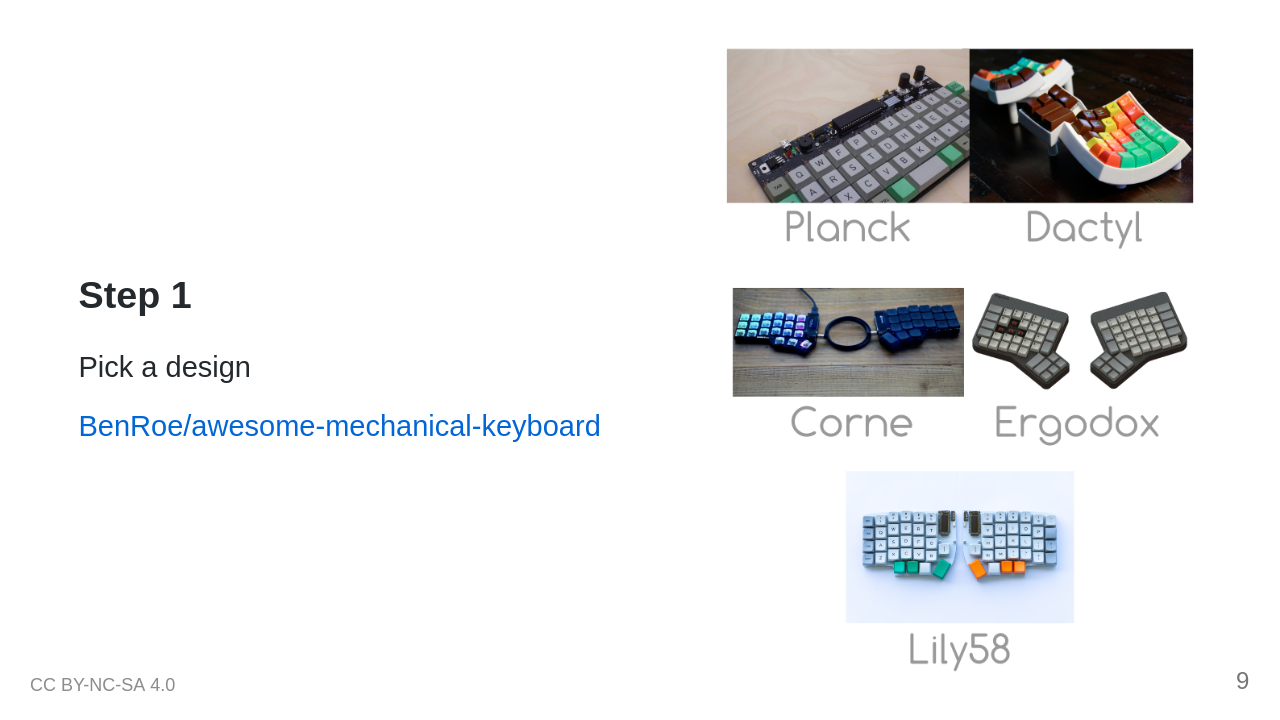 Step 1
Pick a design
BenRoe/awesome-mechanical-keyboard
Planck
Dactyl
Corne
Ergodox
Lily58
CC BY-NC-SA 4.0
9